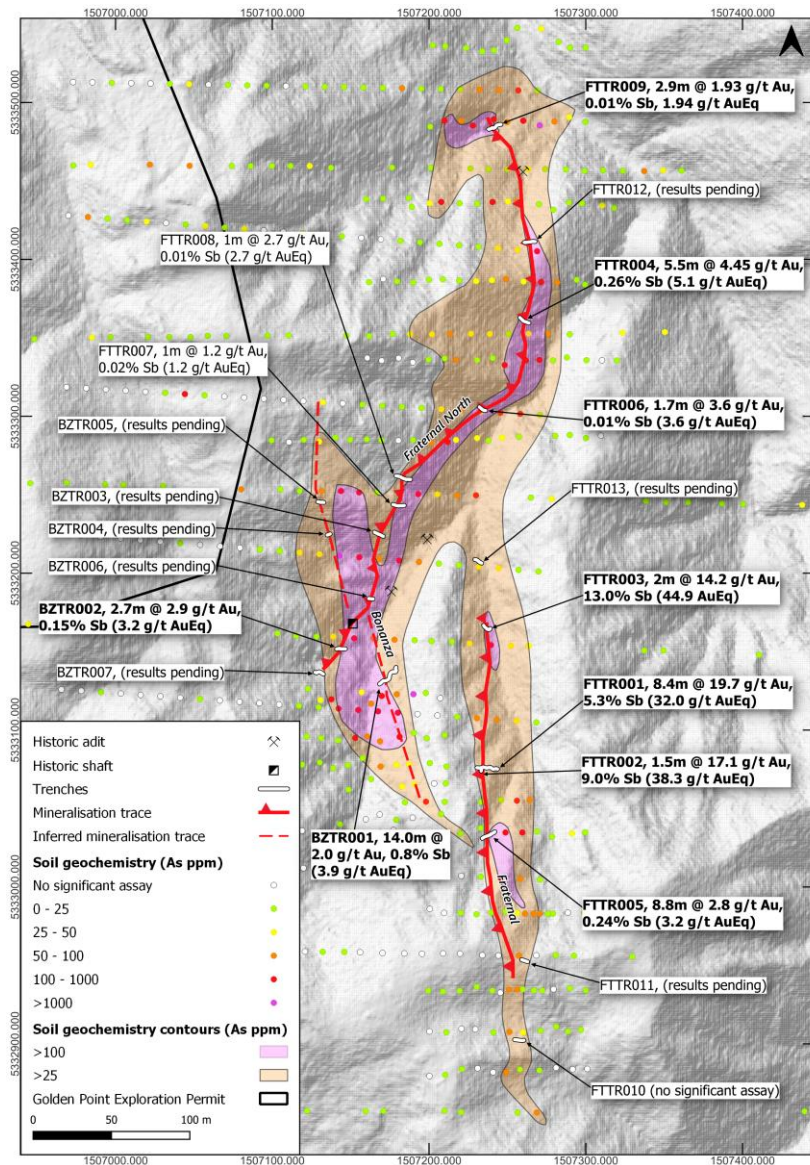 1507000.000
1507100.000
1507200.000
1507300.000
1507400.000
5333500.000
5333400.000
5333300.000
5333200.000
5333100.000
5333000.000
5332900.000
FTTR009, 2.9m @ 1.93 g/t Au,
0.01% Sb, 1.94 g/t AuEq
FTTR012, (results pending)
FTTR008, 1m @ 2.7 g/t Au,
0.01% Sb (2.7 g/t AuEq)
FTTR004, 5.5m @ 4.45 g/t Au,
0.26% Sb (5.1 g/t AuEq)
FTTR007, 1m @ 1.2 g/t Au,
0.02% Sb (1.2 g/t AuEq)
FTTR006, 1.7m @ 3.6 g/t Au,
0.01% Sb (3.6 g/t AuEq)
Fraternal North
BZTR005, (results pending)
BZTR003, (results pending)
FTTR013, (results pending)
BZTR004, (results pending)
BZTR006, (results pending)
FTTR003, 2m @ 14.2 g/t Au,
13.0% Sb (44.9 AuEq)
BZTR002, 2.7m @ 2.9 g/t Au,
0.15% Sb (3.2 g/t AuEq)
Bonanza
BZTR007, (results pending)
FTTR001, 8.4m @ 19.7 g/t Au,
5.3% Sb (32.0 g/t AuEq)
FTTR002, 1.5m @ 17.1 g/t Au,
9.0% Sb (38.3 g/t AuEq)
BZTR001, 14.0m @
2.0 g/t Au, 0.8% Sb
(3.9 g/t AuEq)
Fraternal
FTTR005, 8.8m @ 2.8 g/t Au,
0.24% Sb (3.2 g/t AuEq)
FTTR011, (results pending)
FTTR010 (no significant assay)
Historic adit
Historic shaft
Trenches
Mineralisation trace
Inferred mineralisation trace
Soil geochemistry (As ppm)
No significant assay
0 - 25
25 - 50
50 - 100
100 - 1000
>1000
Soil geochemistry contours (As ppm)
>100
>25
Golden Point Exploration Permit
0
50
100 m
1507000.000
1507100.000
1507200.000
1507300.000
1507400.000